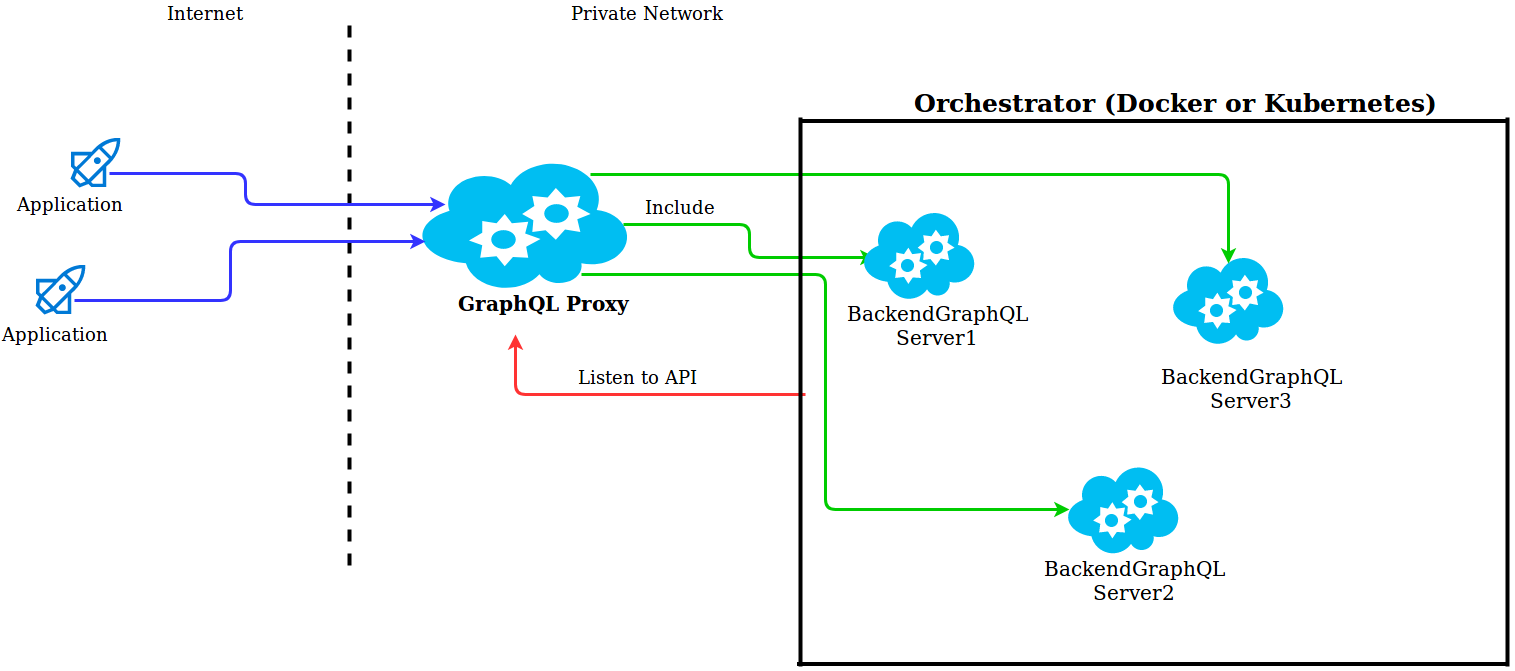 Internet
Private Network
Orchestrator (Docker or Kubernetes)
Application
Include
Application
GraphQL Proxy
BackendGraphQL
Server1
Listen to API
BackendGraphQL
Server3
BackendGraphQL
Server2